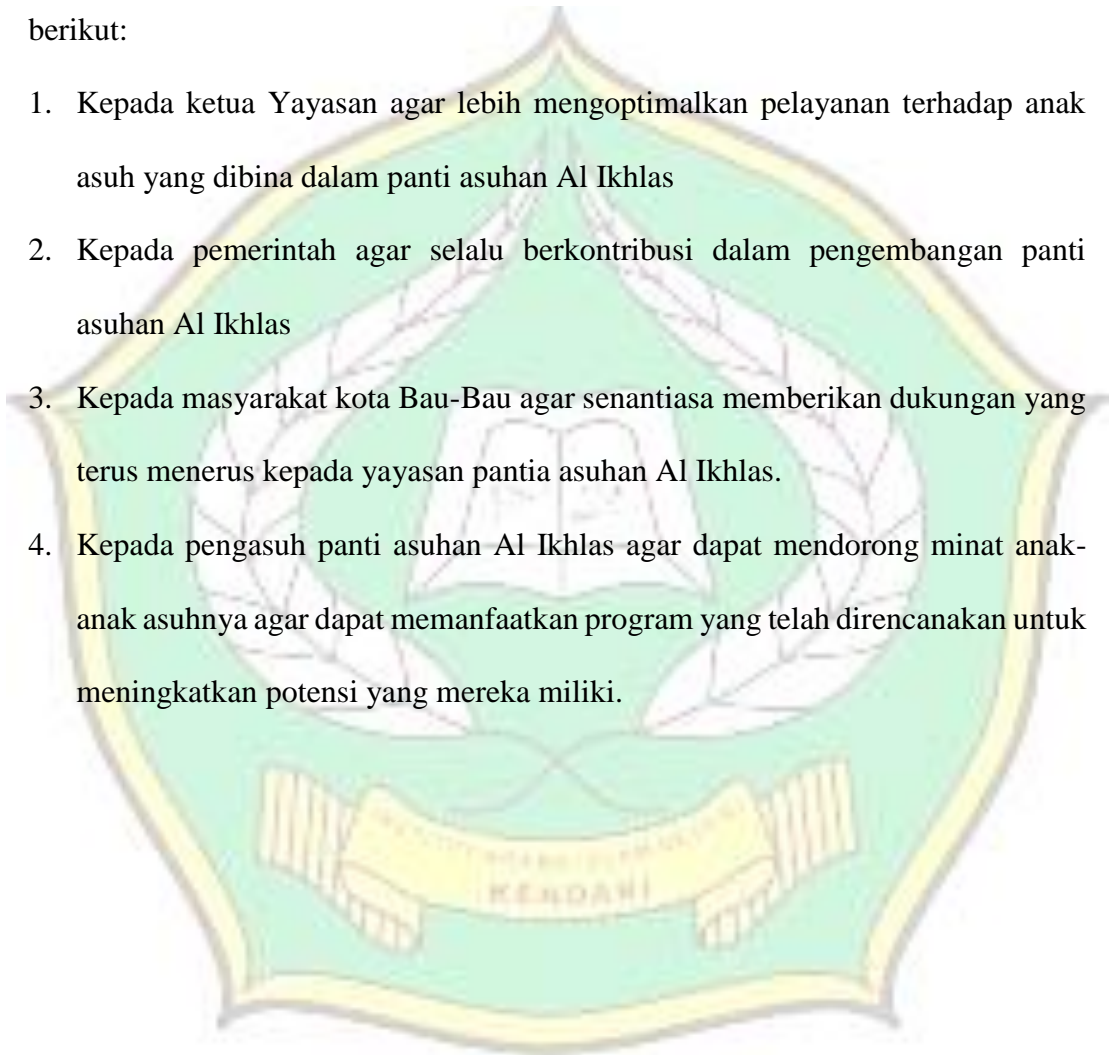 berikut:
1. Kepada ketua Yayasan agar lebih mengoptimalkan pelayanan terhadap anak
asuh yang dibina dalam panti asuhan Al Ikhlas
2. Kepada pemerintah agar selalu berkontribusi dalam pengembangan panti
asuhan Al Ikhlas
3. Kepada masyarakat kota Bau-Bau agar senantiasa memberikan dukungan yang
terus menerus kepada yayasan pantia asuhan Al Ikhlas.
4. Kepada pengasuh panti asuhan Al Ikhlas agar dapat mendorong minat anak-
anak asuhnya agar dapat memanfaatkan program yang telah direncanakan untuk
meningkatkan potensi yang mereka miliki.
KENDARI